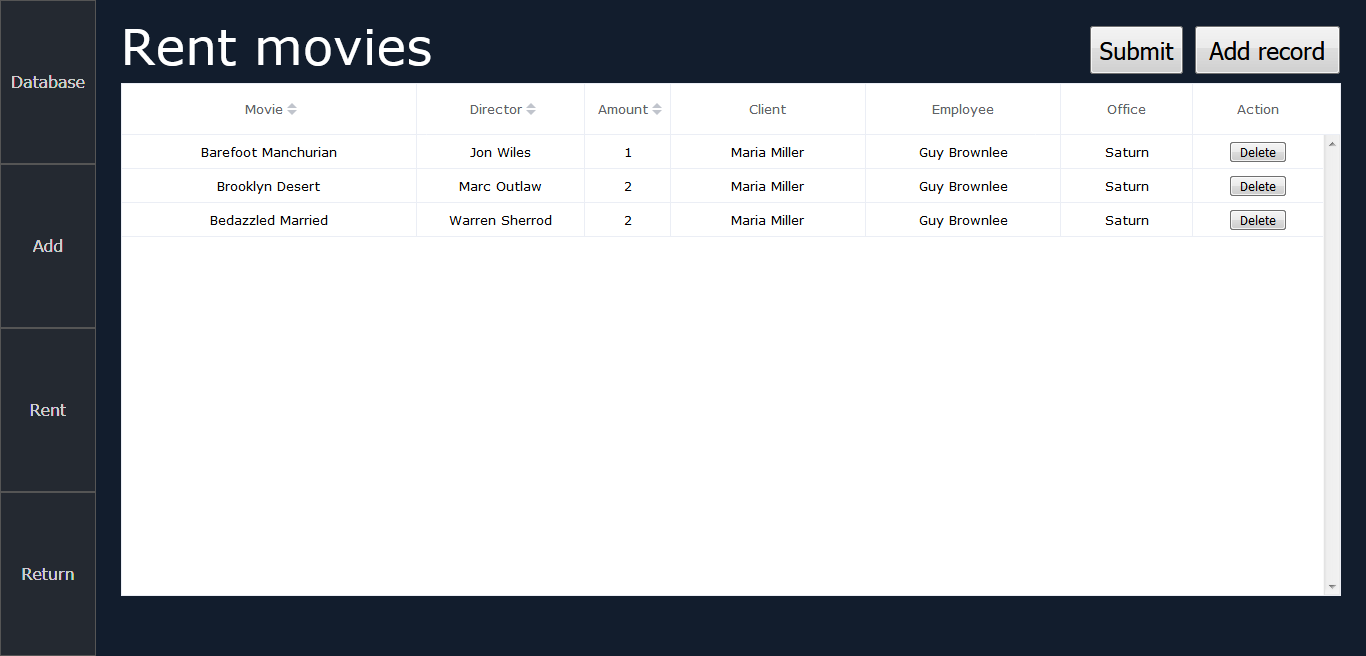 Database
Add
Rent
Return
Rent movies
Submit
Add record
Movie Director Amount Client Employee Office Action
Barefoot Manchurian Jon Wiles 1 Maria Miller Guy Brownlee Saturn Delete
Brooklyn Desert Marc Outlaw 2 Maria Miller Guy Brownlee Saturn Delete
Bedazzled Married Warren Sherrod 2 Maria Miller Guy Brownlee Saturn Delete